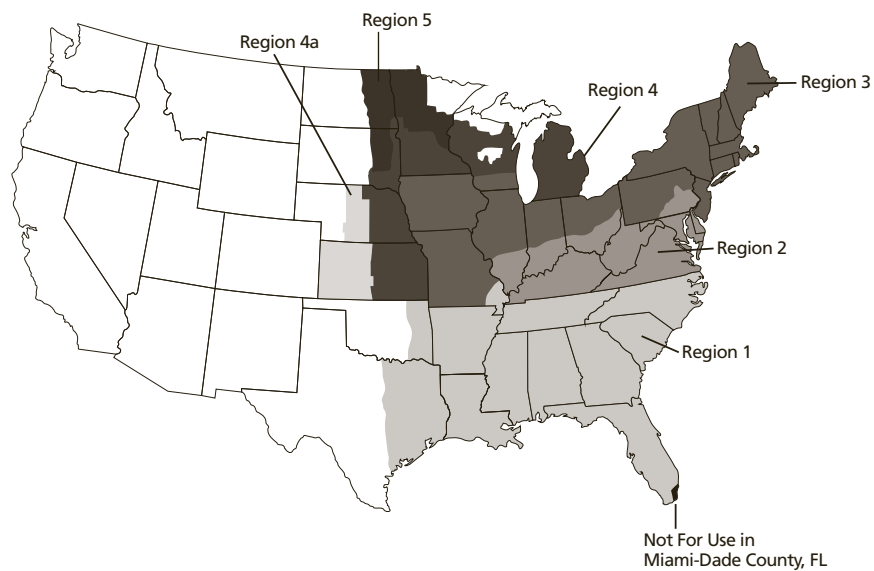 Region 5
Region 4a
Region 4
Region 3
Region 2
Region 1
Not For Use in
Miami-Dade County, FL